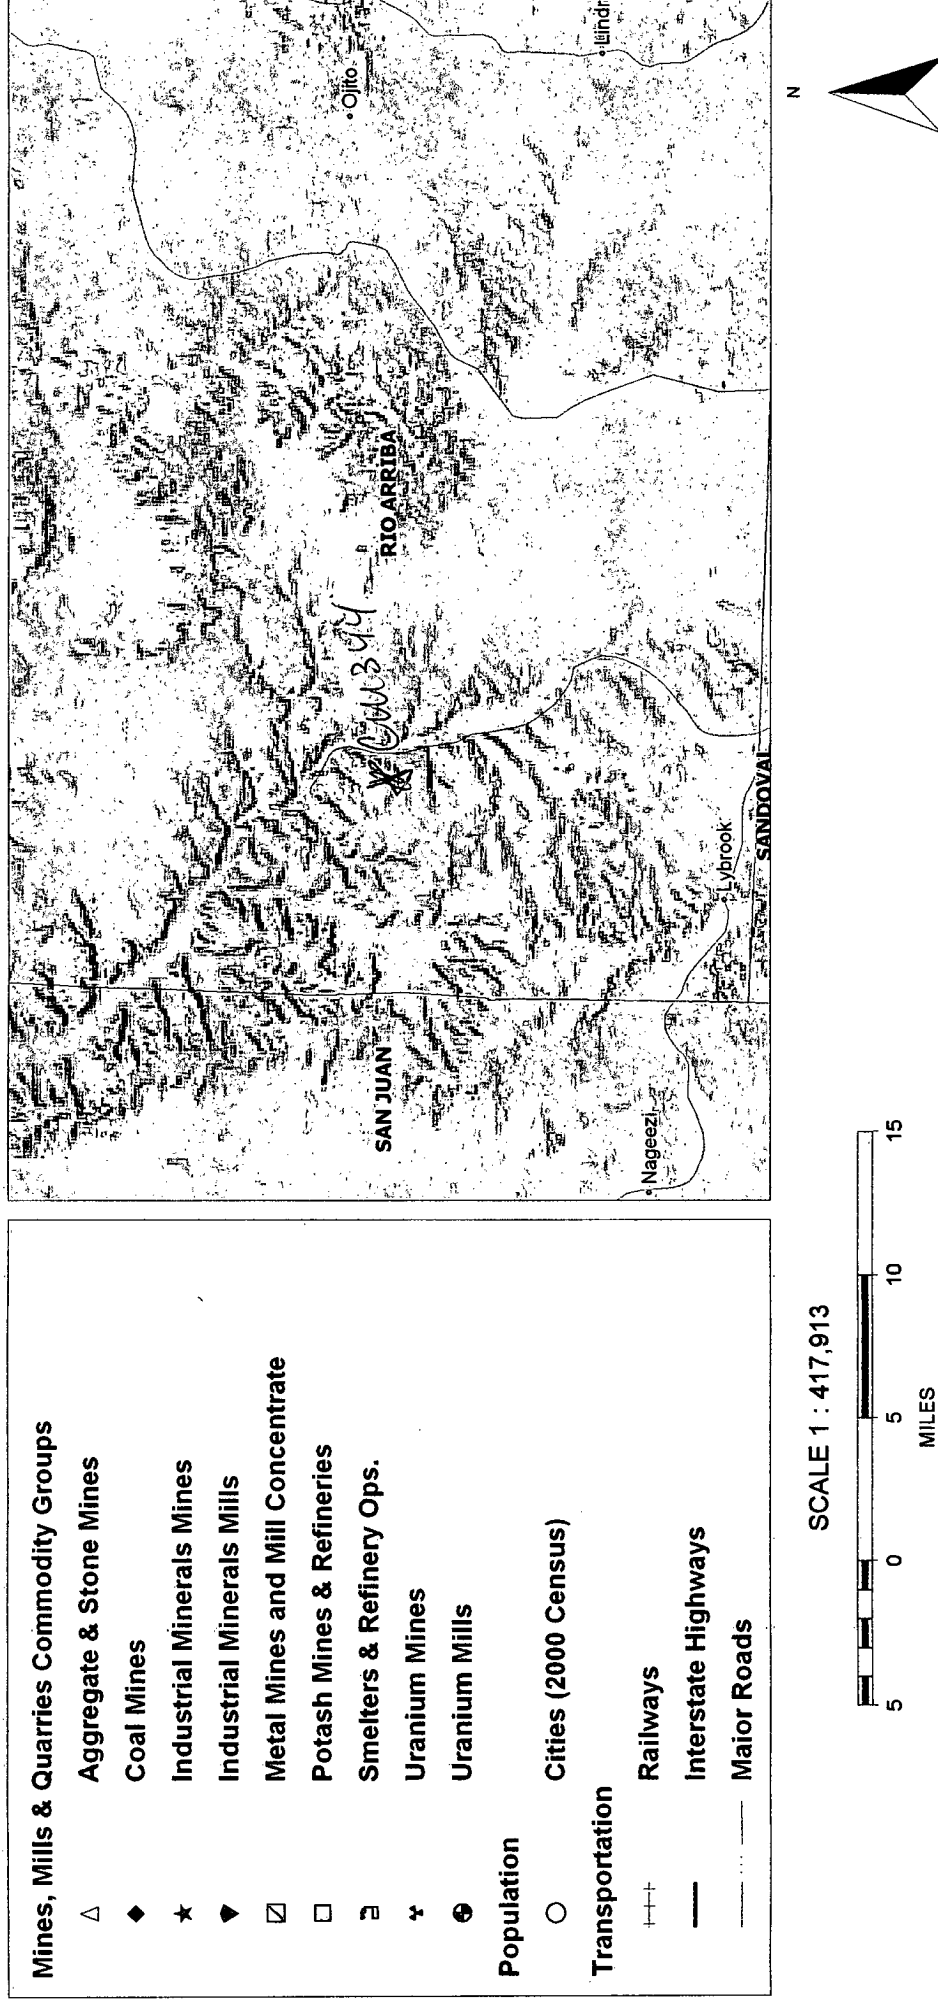 Mines, Mills & Quarries Commodity Groups
Aggregate & Stone Mines
Coal Mines
Industrial Minerals Mines
Industrial Minerals Mills
Metal Mines and Mill Concentrate
Potash Mines & Refineries
Smelters & Refinery Ops.
Uranium Mines
Uranium Mills
Population
Cities (2000 Census)
Transportation
Railways
Interstate Highways
Major Roads
SAN JUAN
Nageezi
Lybrook
SANDOVAL
RIO ARRIBA
Ojito
Lindr
SCALE 1 : 417,913
5 0 5 10 15
MILES
N